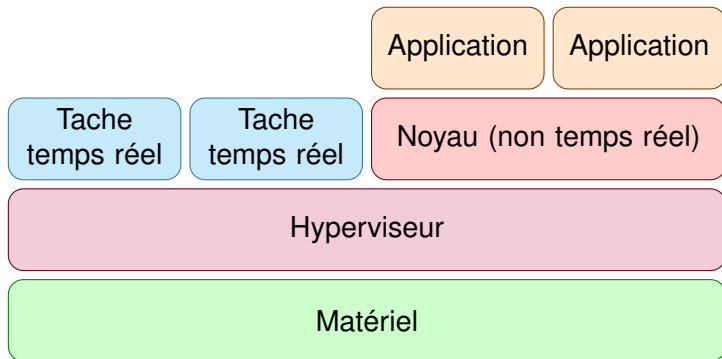 Application
Application
Tache
temps réel
Tache
temps réel
Noyau (non temps réel)
Hyperviseur
Matériel